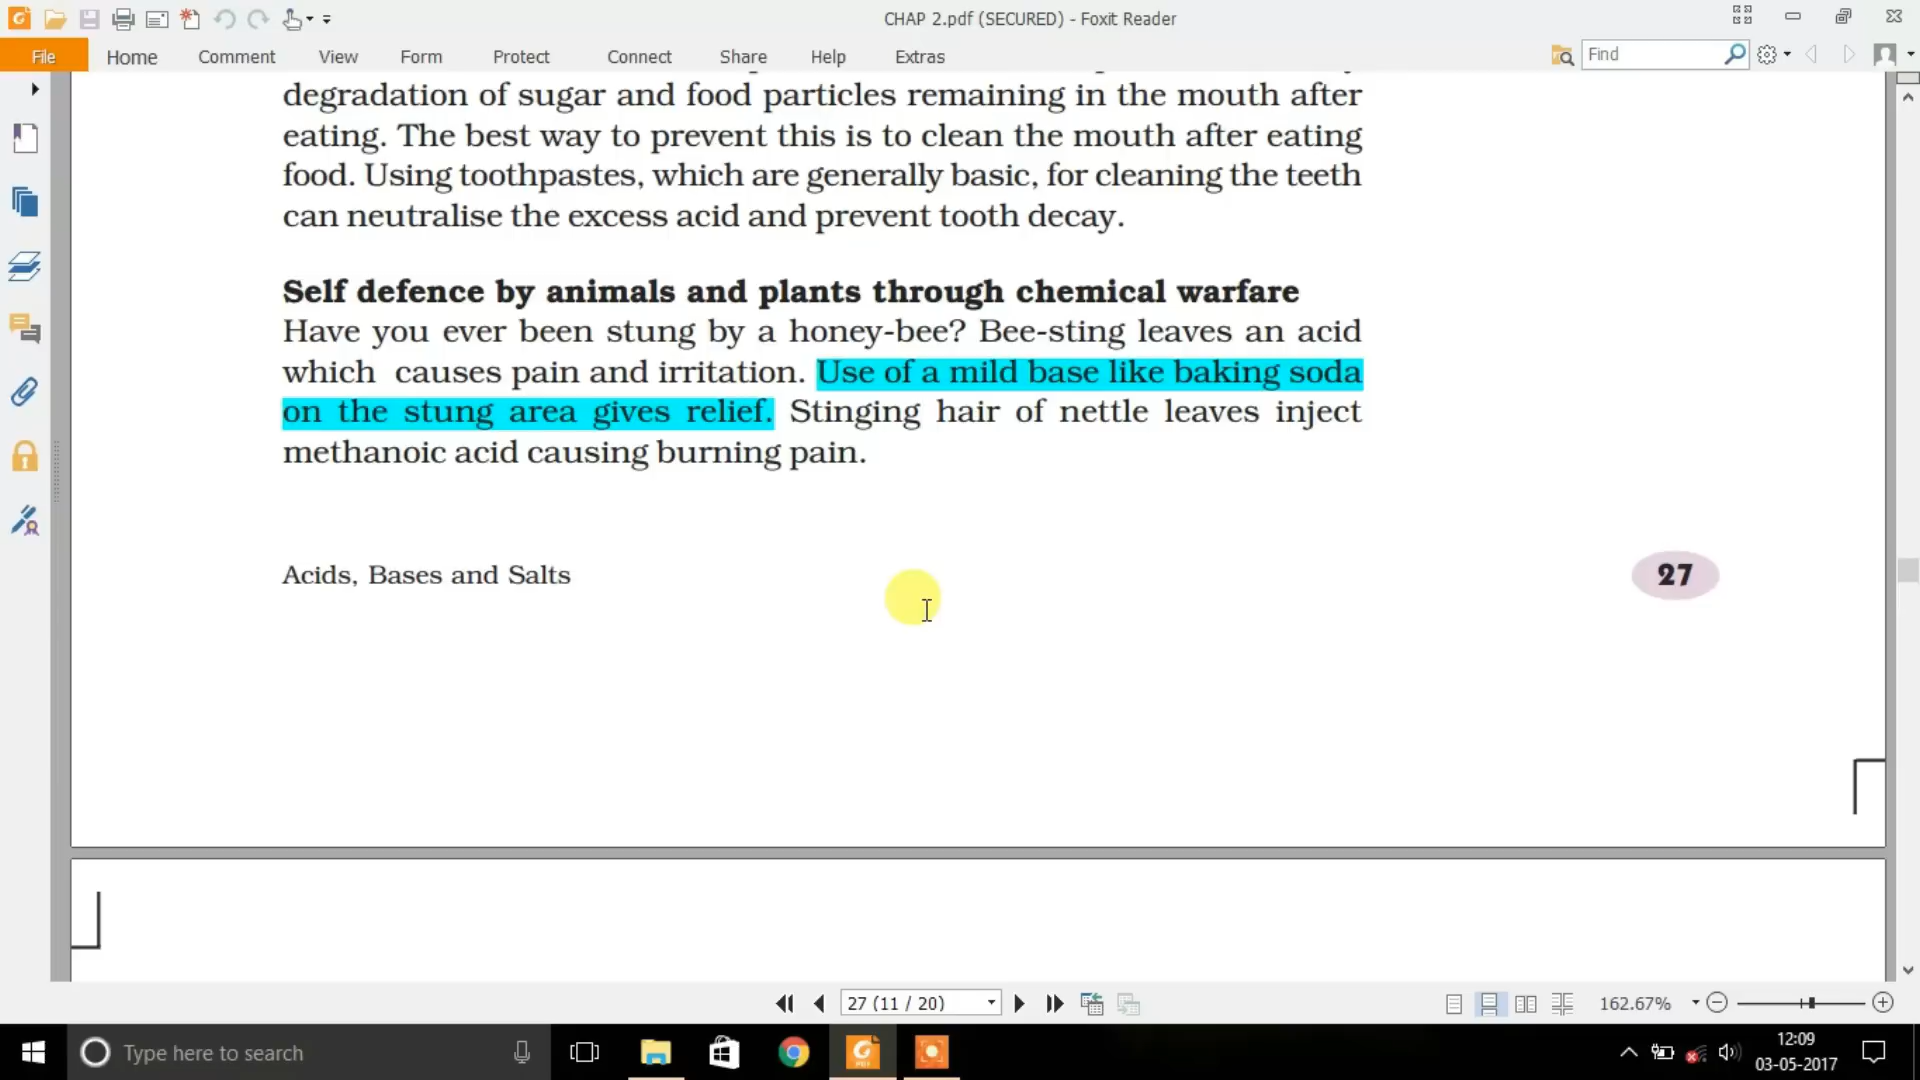 CHAP 2.pdf (SECURED) - Foxit Reader
File Home Comment View Form Protect Connect Share Help Extras Find
degradation of sugar and food particles remaining in the mouth after
eating. The best way to prevent this is to clean the mouth after eating
food. Using toothpastes, which are generally basic, for cleaning the teeth
can neutralise the excess acid and prevent tooth decay.
Self defence by animals and plants through chemical warfare
Have you ever been stung by a honey-bee? Bee-sting leaves an acid
which causes pain and irritation. Use of a mild base like baking soda
on the stung area gives relief. Stinging hair of nettle leaves inject
methanoic acid causing burning pain.
Acids, Bases and Salts
27
27 (11 / 20)
162.67%
Type here to search
12:09
03-05-2017